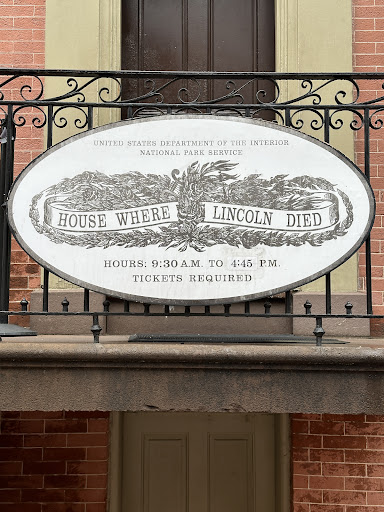 UNITED STATES DEPARTMENT OF THE INTERIOR
NATIONAL PARK SERVICE
HOUSE WHERE LINCOLN DIED
HOURS: 9:30 A.M. TO 4:45 P.M.
TICKETS REQUIRED